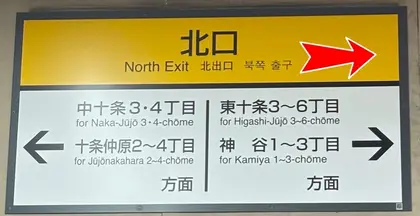 北口
North Exit 北出口 북쪽 출구
中十条3・4丁目
for Naka-Jūjō 3・4-chōme
十条仲原2〜4丁目
for Jūjōnakahara 2~4-chōme
方面
東十条3〜6丁目
for Higashi-Jūjō 3~6-chōme
神 谷1〜3丁目
for Kamiya 1~3-chōme
方面